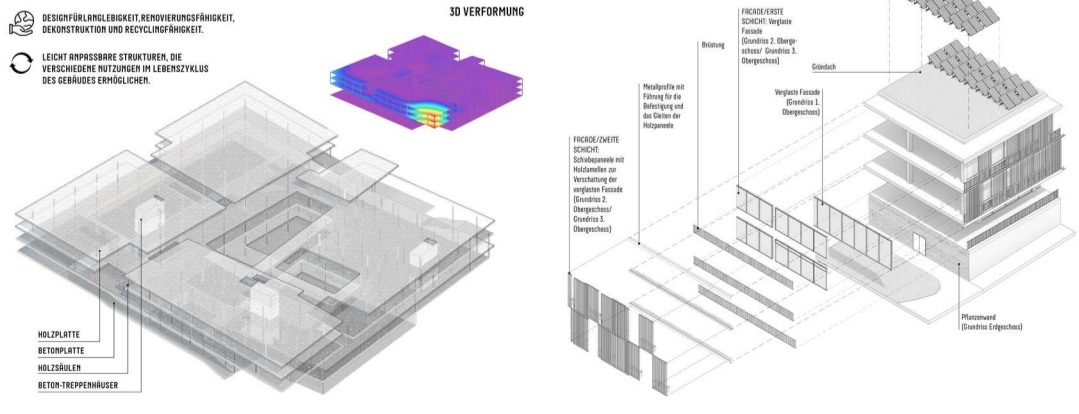 DESIGNFÜRLANGLEBIGKEIT,RENOVIERUNGSFÄHIGKEIT,
DEKONSTRUKTION UND RECYCLINGFÄHIGKEIT.
LEICHT ANPASSBARE STRUKTUREN, DIE
VERSCHIEDENE NUTZUNGEN IM LEBENSZYKLUS
DES GEBÄUDES ERMÖGLICHEN.
3D VERFORMUNG
HOLZPLATTE
BETONPLATTE
HOLZSÄULEN
BETON-TREPPENHÄUSER
FACADE/ZWEITE
SCHICHT:
Schiebepaneele mit
Holzlamellen zur
Verschattung der
verglasten Fassade
(Grundriss 2.
Obergeschoss/
Grundriss 3.
Obergeschoss)
Metallprofile mit
Führung für die
Befestigung und
das Gleiten der
Holzpaneele
Brüstung
FACADE/ERSTE
SCHICHT: Verglaste
Fassade
(Grundriss 2. Oberge-
schoss/ Grundriss 3.
Obergeschoss)
Verglaste Fassade
(Grundriss 1.
Obergeschoss)
Gründach
Pflanzenwand
(Grundriss Erdgeschoss)